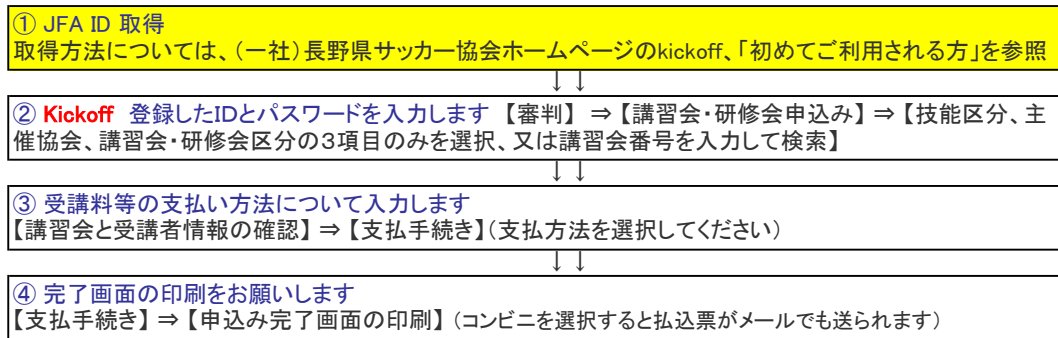 ① JFA ID 取得
取得方法については、（一社）長野県サッカー協会ホームページのkickoff、「初めてご利用される方」を参照
↓ ↓
② Kickoff 登録したIDとパスワードを入力します 【審判】 ⇒【講習会・研修会申込み】⇒【技能区分、主
催協会、講習会・研修会区分の３項目のみを選択、又は講習会番号を入力して検索】
↓ ↓
③ 受講料等の支払い方法について入力します
【講習会と受講者情報の確認】 ⇒ 【支払手続き】（支払方法を選択してください）
↓ ↓
④ 完了画面の印刷をお願いします
【支払手続き】 ⇒ 【申込み完了画面の印刷】（コンビニを選択すると払込票がメールでも送られます）